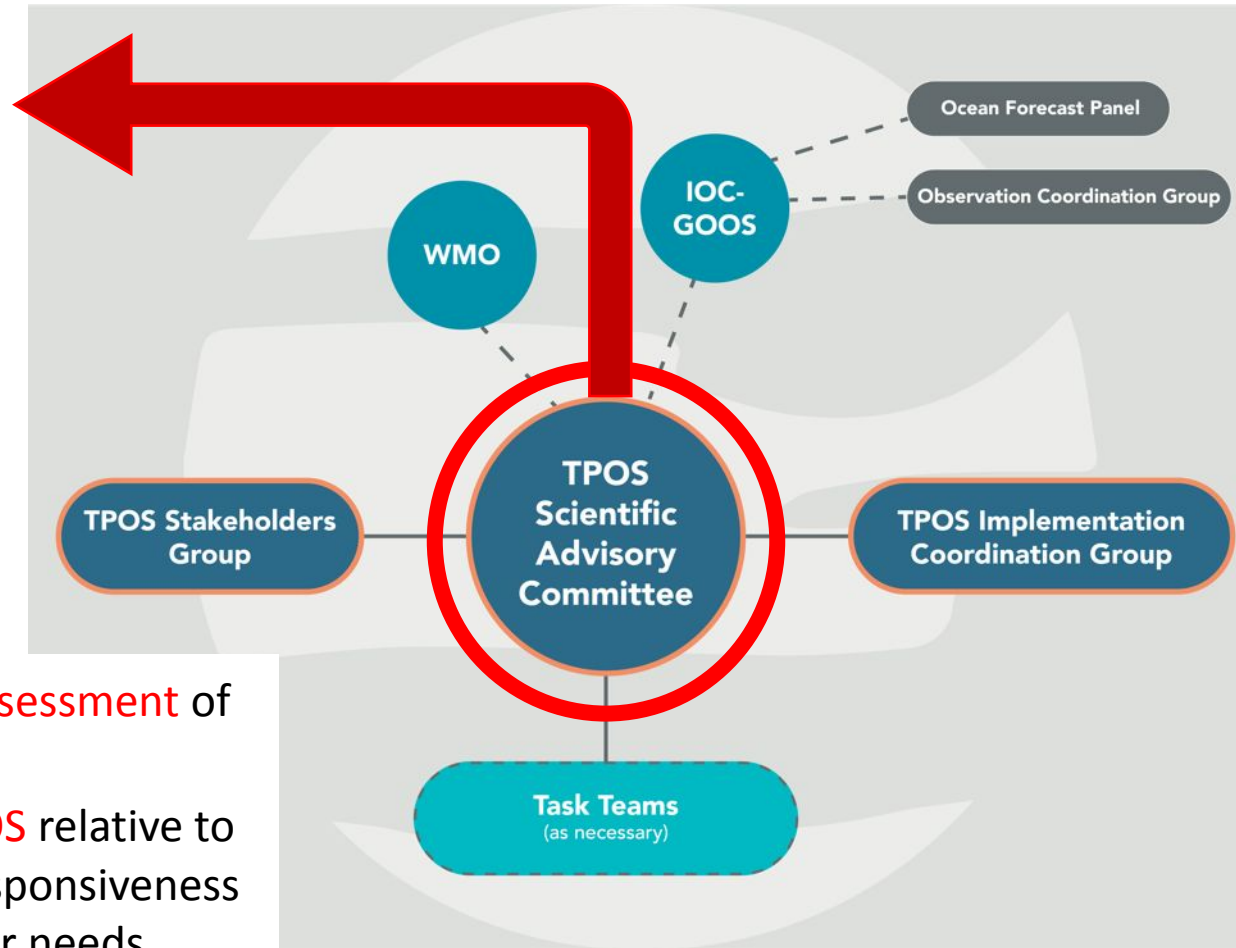 Ocean Forecast Panel
Observation Coordination Group
IOC-
GOOS
WMO
TPOS
Scientific
Advisory
Committee
TPOS Stakeholders
Group
TPOS Implementation
Coordination Group
Task Teams
(as necessary)
sessment of
OS relative to
sponsiveness
r needs